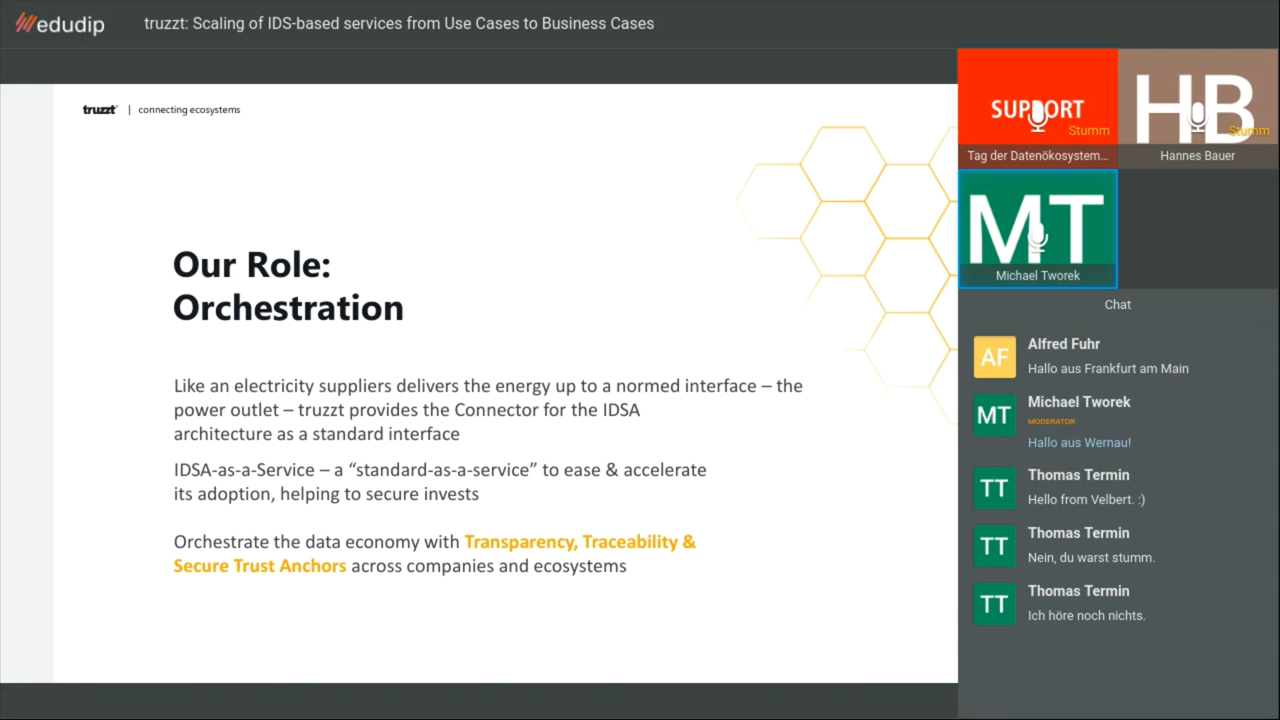 edudip
truzzt: Scaling of IDS-based services from Use Cases to Business Cases
truzzt | connecting ecosystems
Our Role:
Orchestration
Like an electricity suppliers delivers the energy up to a normed interface – the
power outlet – truzzt provides the Connector for the IDSA
architecture as a standard interface
IDSA-as-a-Service – a “standard-as-a-service” to ease & accelerate
its adoption, helping to secure invests
Orchestrate the data economy with Transparency, Traceability &
Secure Trust Anchors across companies and ecosystems
SUPPORT
Stumm
Tag der Datenökosystem...
HB
Stumm
Hannes Bauer
MT
Michael Tworek
Chat
AF
Alfred Fuhr
Hallo aus Frankfurt am Main
MT
Michael Tworek
MODERATOR
Hallo aus Wernau!
TT
Thomas Termin
Hello from Velbert. :)
TT
Thomas Termin
Nein, du warst stumm.
TT
Thomas Termin
Ich höre noch nichts.